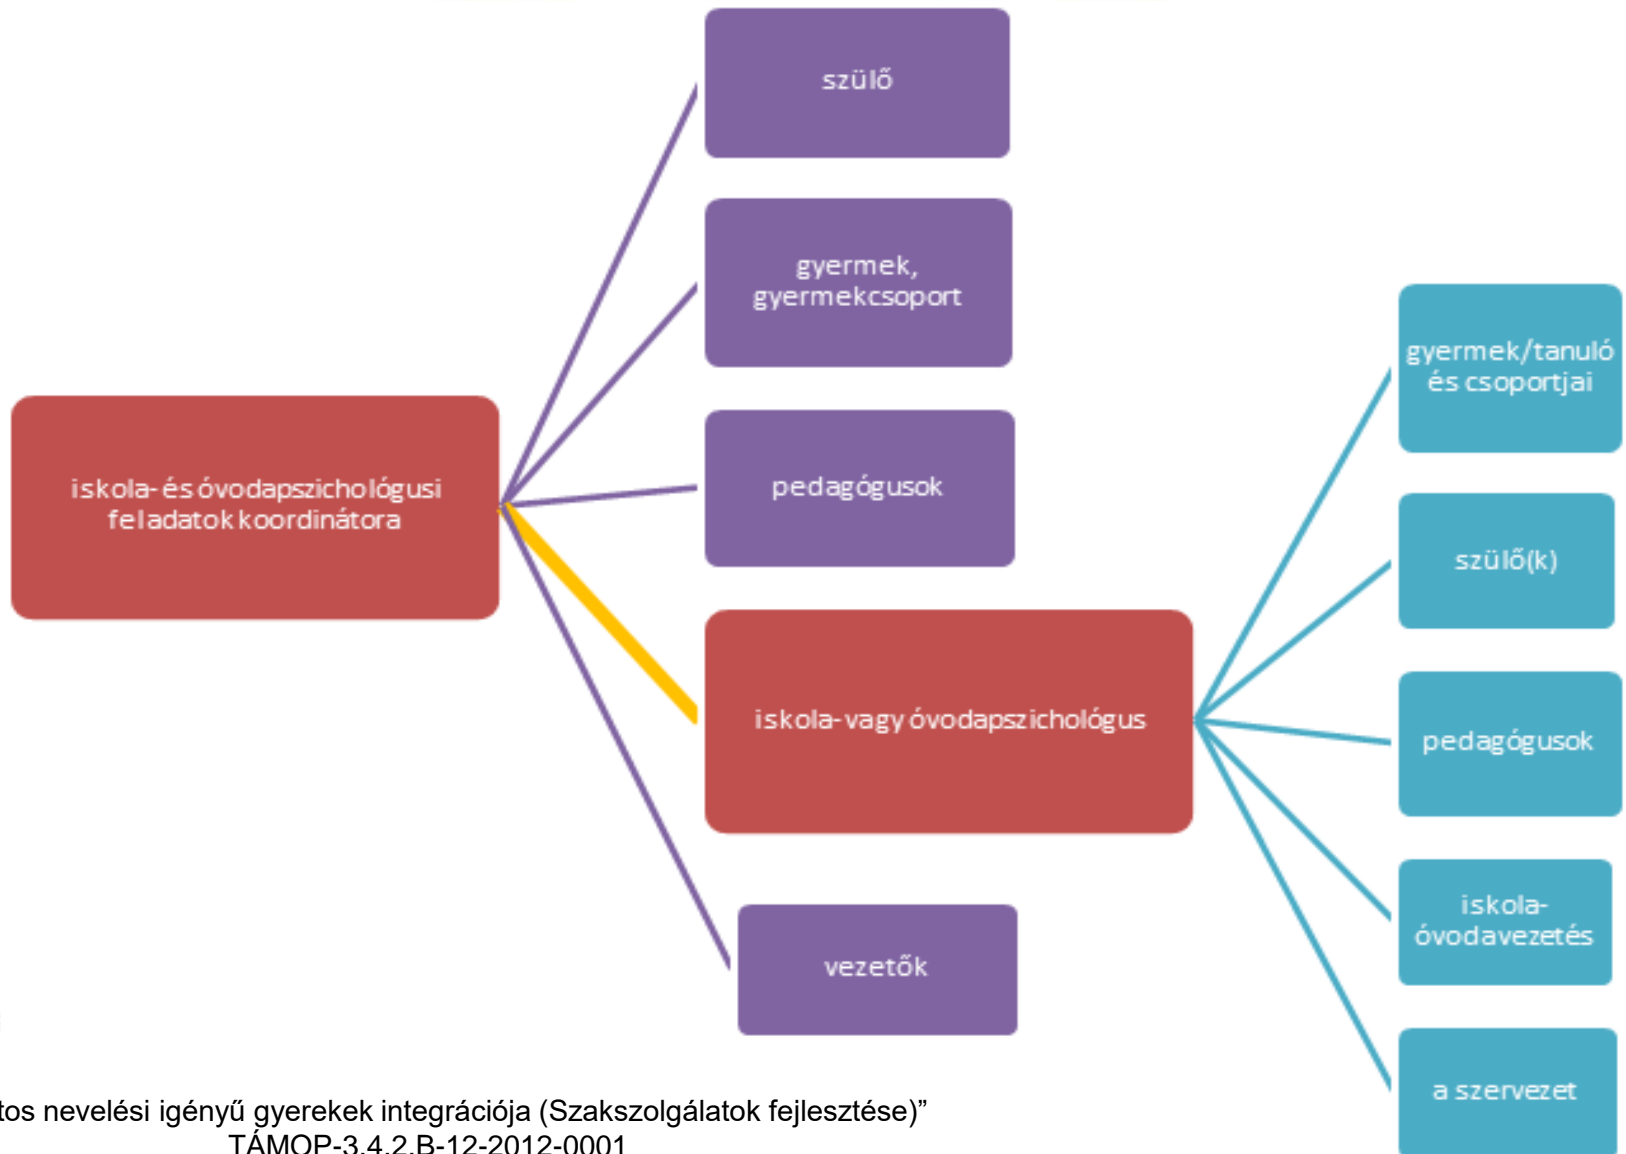 szülő
gyermek,
gyermekcsoport
pedagógusok
iskola- és óvodapszichológusi
feladatok koordinátora
iskola- vagy óvodapszichológus
vezetők
gyermek/tanuló
és csoportjai
szülő(k)
pedagógusok
iskola-
óvodavezetés
a szervezet
nevelési igényű gyerekek integrációja (Szakszolgálatok fejlesztése)”
TÁMOP-3.4.2.B-12-2012-0001